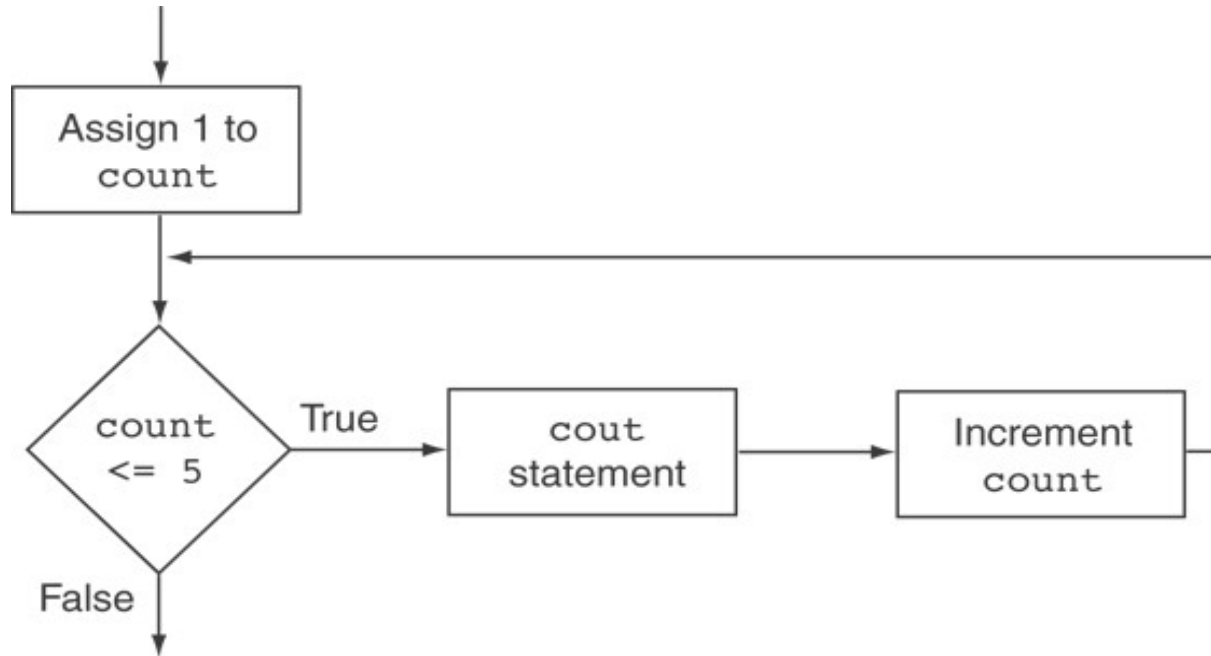 Assign 1 to
count
count
<= 5
True
cout
statement
Increment
count
False